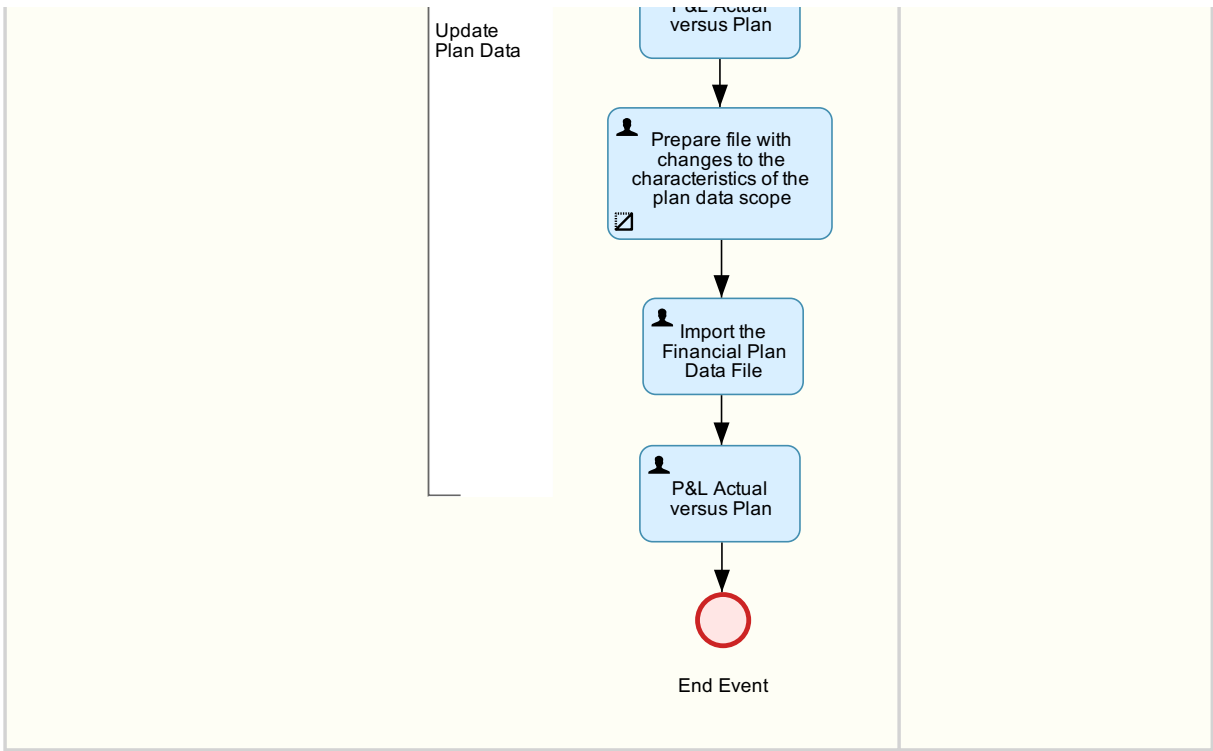 Update
Plan Data
P&L Actual
versus Plan
Prepare file with
changes to the
characteristics of the
plan data scope
Import the
Financial Plan
Data File
P&L Actual
versus Plan
End Event